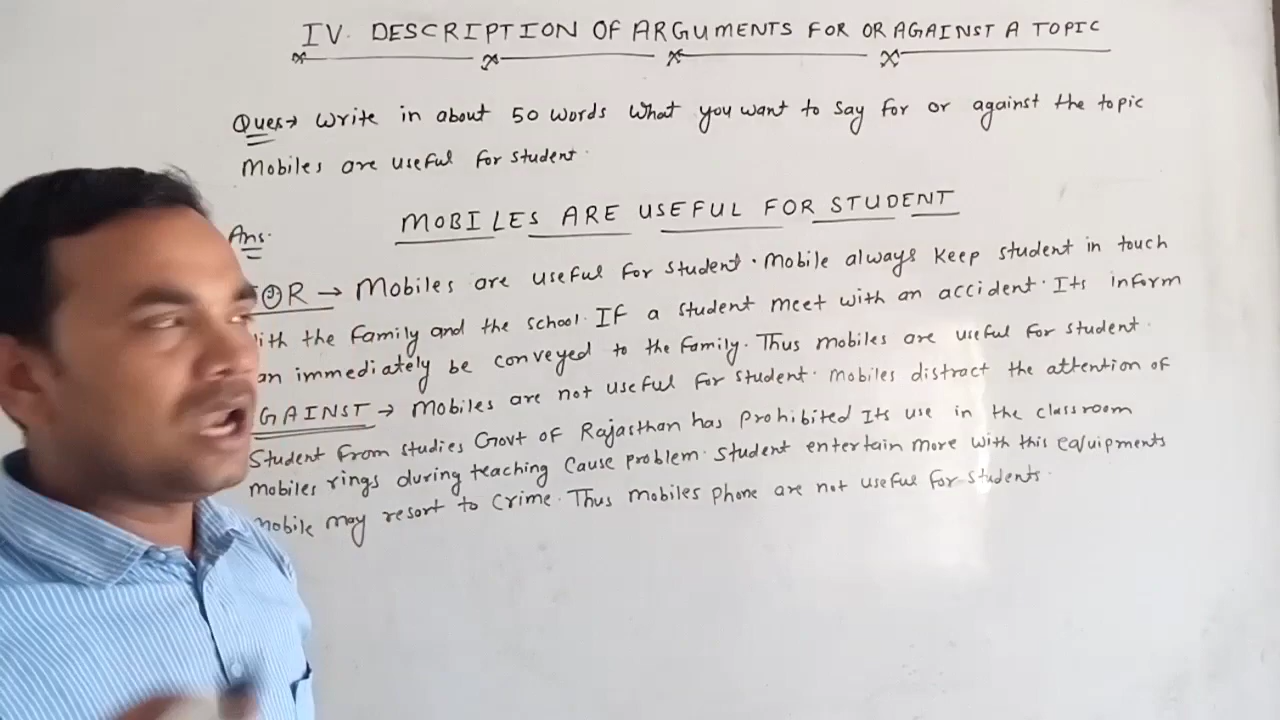 IV. DESCRIPTION OF ARGUMENTS FOR OR AGAINST A TOPIC
Ques→ Write in about 50 words What you want to say for or against the topic
Mobiles are useful for student.
Ans.
MOBILES ARE USEFUL FOR STUDENT
FOR → Mobiles are useful for student. Mobile always keep student in touch
with the family and the school. If a student meet with an accident. Its inform
an immediately be conveyed to the family. Thus mobiles are useful for student.
GAINST → Mobiles are not useful for student. Mobiles distract the attention of
Student from studies Govt of Rajasthan has prohibited Its use in the classroom
mobiles rings during teaching cause problem. Student entertain more with this equipments
mobile may resort to crime. Thus mobiles phone are not useful for students.